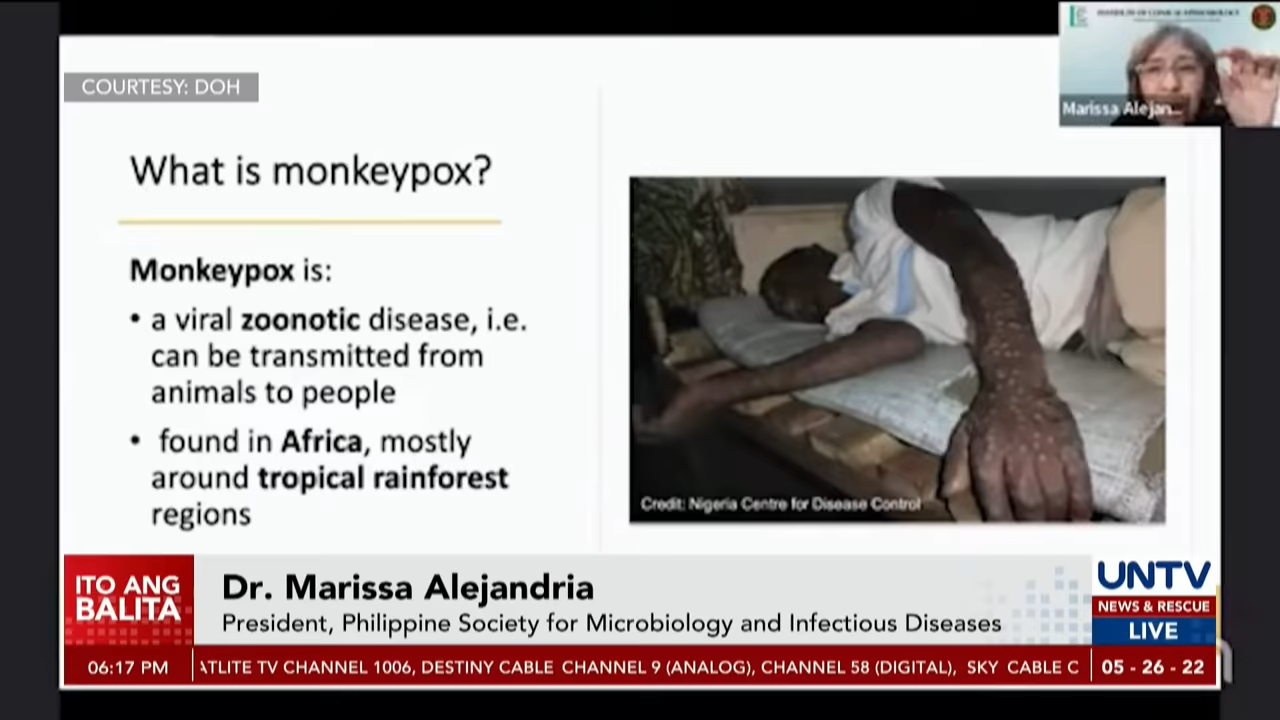 COURTESY: DOH
Marissa Alejan...
What is monkeypox?
Monkeypox is:
• a viral zoonotic disease, i.e.
can be transmitted from
animals to people
• found in Africa, mostly
around tropical rainforest
regions
Credit: Nigeria Centre for Disease Control
ITO ANG
BALITA
Dr. Marissa Alejandria
President, Philippine Society for Microbiology and Infectious Diseases
UNTV
NEWS & RESCUE
LIVE
06:17 PM
ATLITE TV CHANNEL 1006, DESTINY CABLE CHANNEL 9 (ANALOG), CHANNEL 58 (DIGITAL), SKY CABLE C
05 - 26 - 22